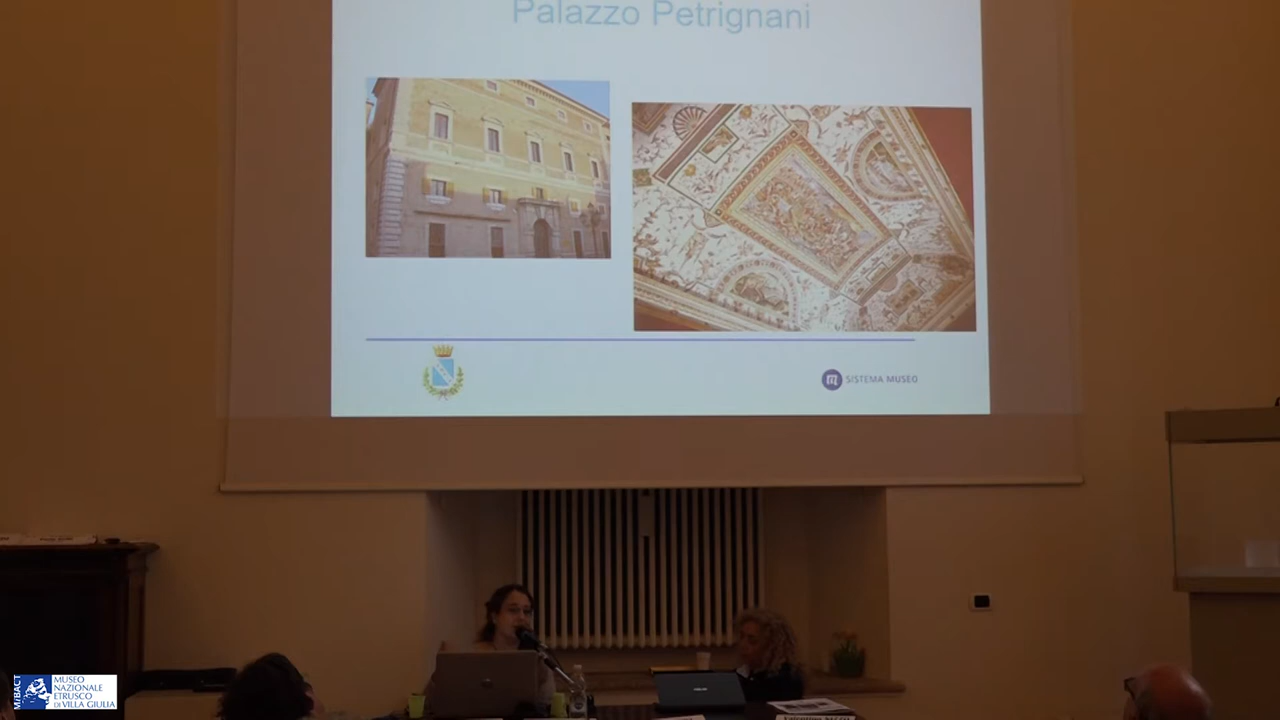 Palazzo Petrignani
SISTEMA MUSEO
MiBACT
MUSEO
NAZIONALE
ETRUSCO
DI VILLA GIULIA